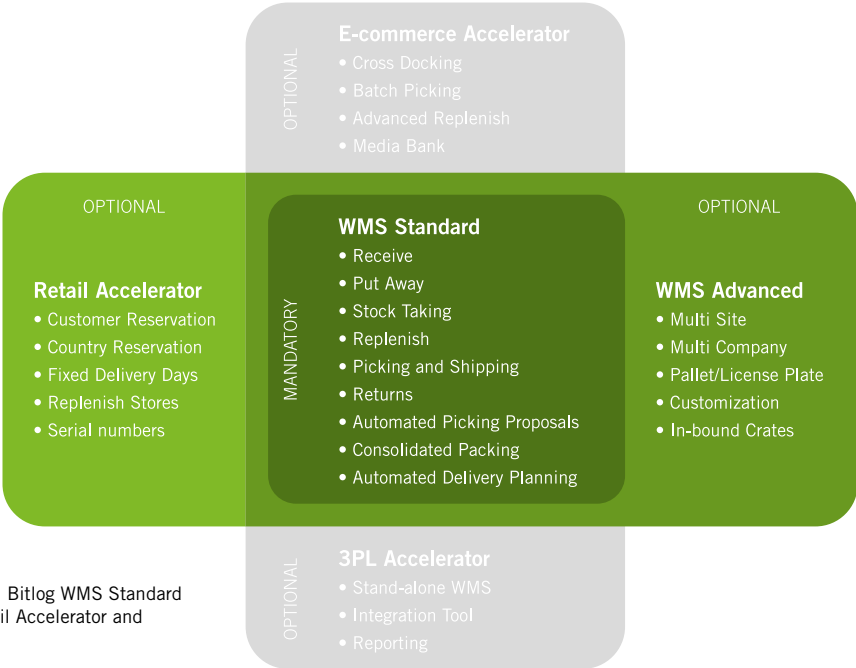 OPTIONAL
E-commerce Accelerator
• Cross Docking
• Batch Picking
• Advanced Replenish
• Media Bank
OPTIONAL
Retail Accelerator
• Customer Reservation
• Country Reservation
• Fixed Delivery Days
• Replenish Stores
• Serial numbers
MANDATORY
WMS Standard
• Receive
• Put Away
• Stock Taking
• Replenish
• Picking and Shipping
• Returns
• Automated Picking Proposals
• Consolidated Packing
• Automated Delivery Planning
OPTIONAL
WMS Advanced
• Multi Site
• Multi Company
• Pallet/License Plate
• Customization
• In-bound Crates
OPTIONAL
3PL Accelerator
• Stand-alone WMS
• Integration Tool
• Reporting
Bitlog WMS Standard
il Accelerator and